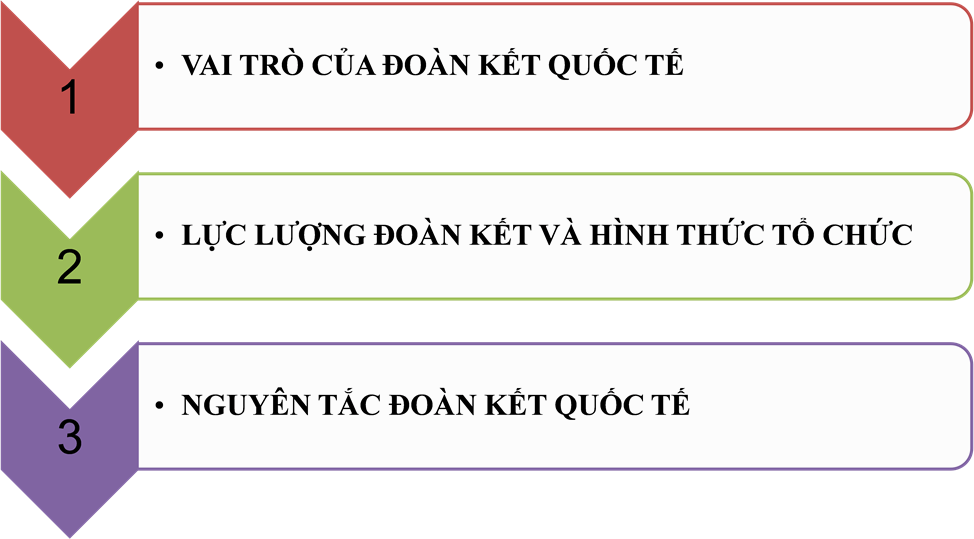 1
• VAI TRÒ CỦA ĐOÀN KẾT QUỐC TẾ
2
• LỰC LƯỢNG ĐOÀN KẾT VÀ HÌNH THỨC TỔ CHỨC
3
• NGUYÊN TẮC ĐOÀN KẾT QUỐC TẾ